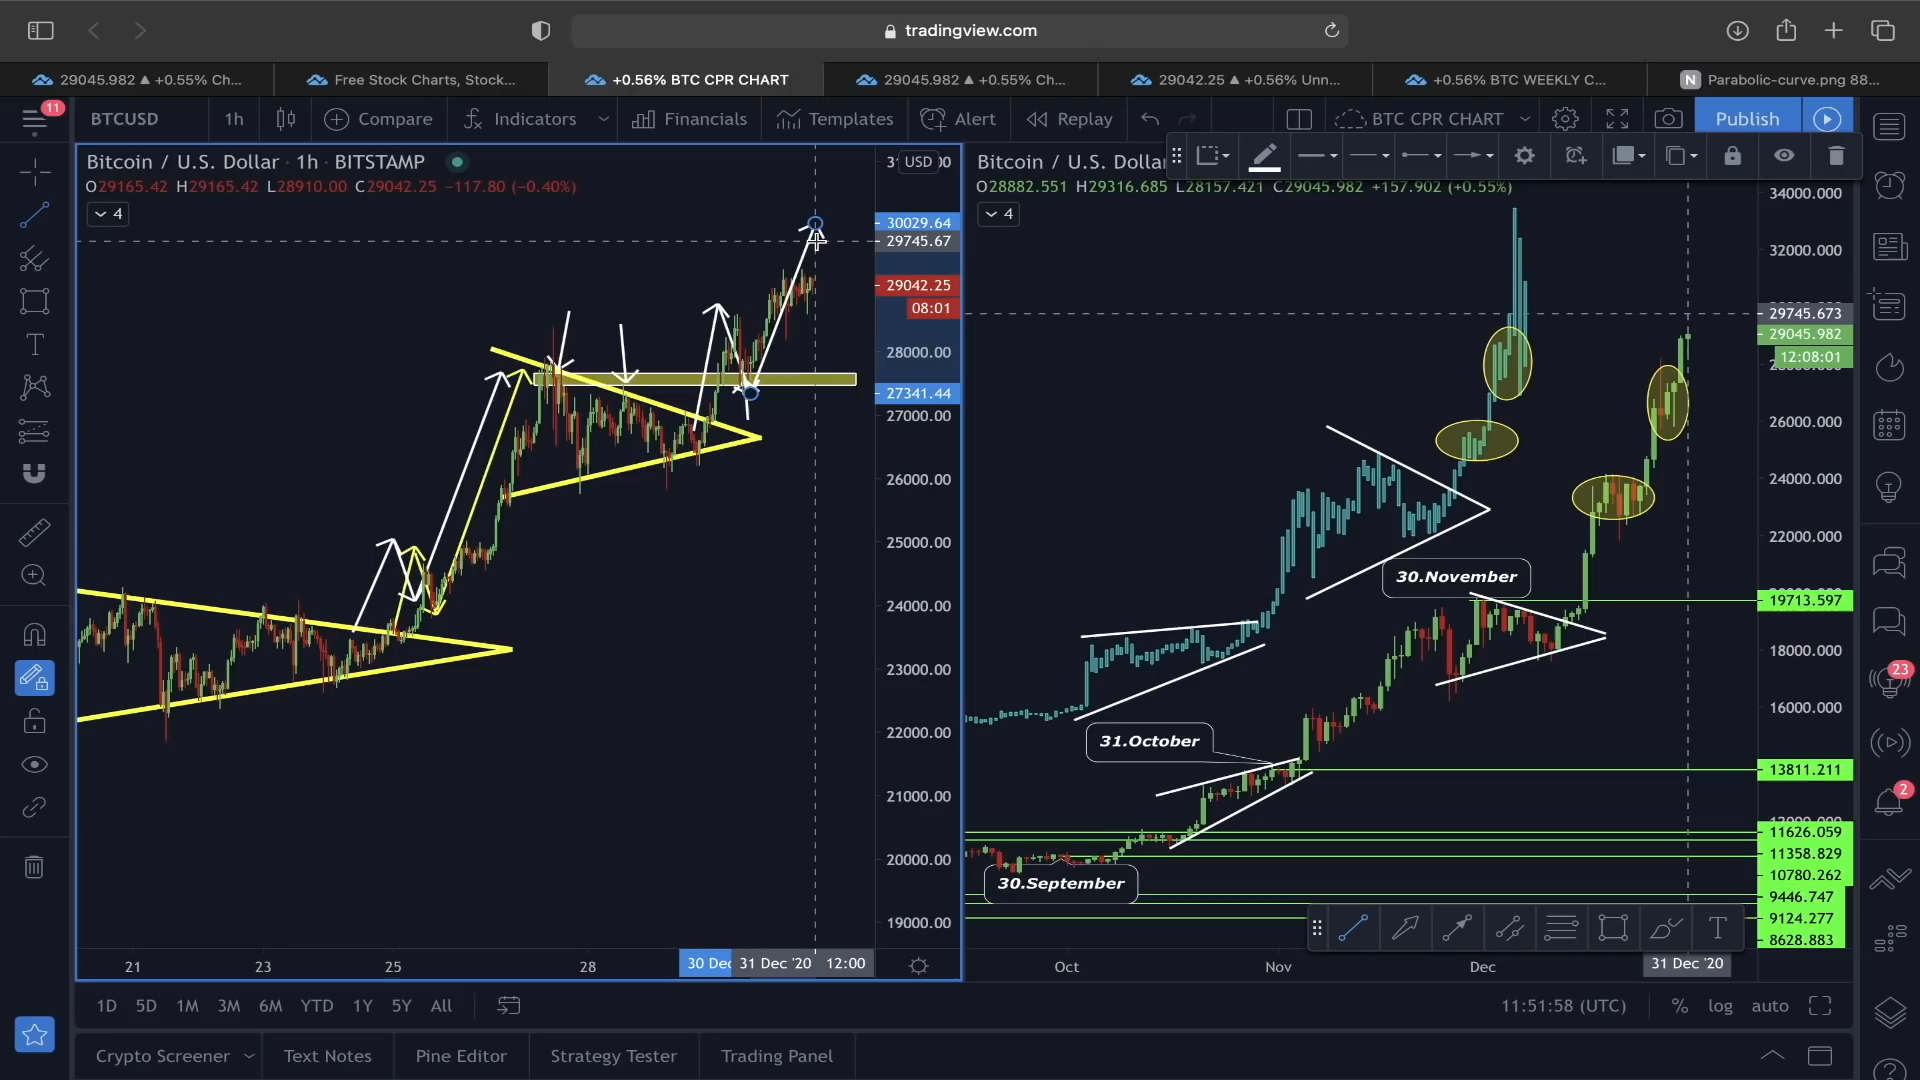 tradingview.com
29045.982 ▲ +0.55% Ch...
Free Stock Charts, Stock...
+0.56% BTC CPR CHART
29045.982 ▲ +0.55% Ch...
29042.25 ▲ +0.56% Unn...
+0.56% BTC WEEKLY C...
N Parabolic-curve.png 88...
11
BTCUSD
1h
Compare
Indicators
Financials
Templates
Alert
Replay
BTC CPR CHART
Publish
Bitcoin / U.S. Dollar · 1h · BITSTAMP
O29165.42 H29165.42 L28910.00 C29042.25 -117.80 (-0.40%)
4
USD
30029.64
29745.67
29042.25
08:01
28000.00
27341.44
27000.00
26000.00
25000.00
24000.00
23000.00
22000.00
21000.00
20000.00
19000.00
21
23
25
28
30 Dec
31 Dec '20
12:00
Bitcoin / U.S. Dollar
O28882.551 H29316.685 L28157.421 C29045.982 +157.902 (+0.55%)
4
34000.000
32000.000
29745.673
29045.982
12:08:01
26000.000
24000.000
22000.000
19713.597
18000.000
16000.000
13811.211
11626.059
11358.829
10780.262
9446.747
9124.277
8628.883
30.November
31.October
30.September
Oct
Nov
Dec
31 Dec '20
1D
5D
1M
3M
6M
YTD
1Y
5Y
All
11:51:58 (UTC)
%
log
auto
Crypto Screener
Text Notes
Pine Editor
Strategy Tester
Trading Panel
23
2